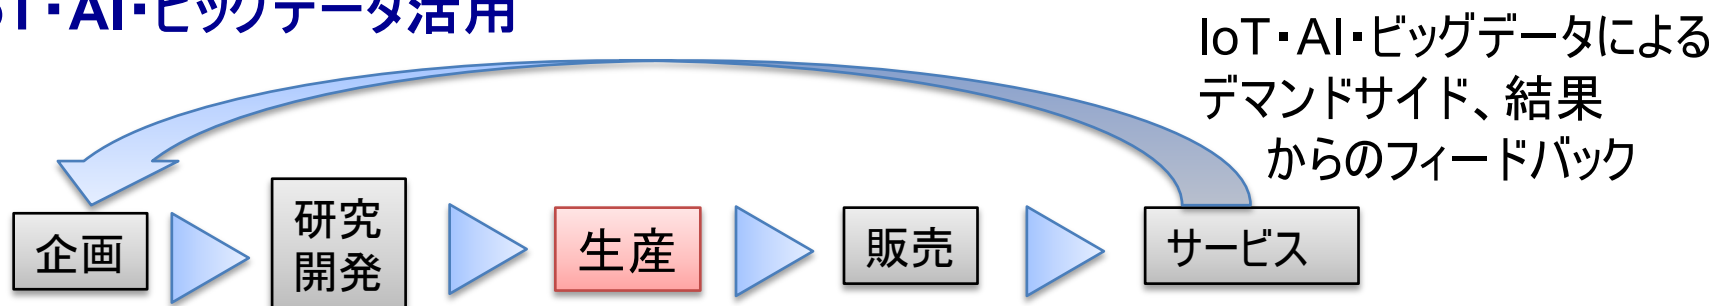 T・AI・ビッグデータ活用
IoT・AI・ビッグデータによる
デマンドサイド、結果
からのフィードバック
企画
研究
開発
生産
販売
サービス